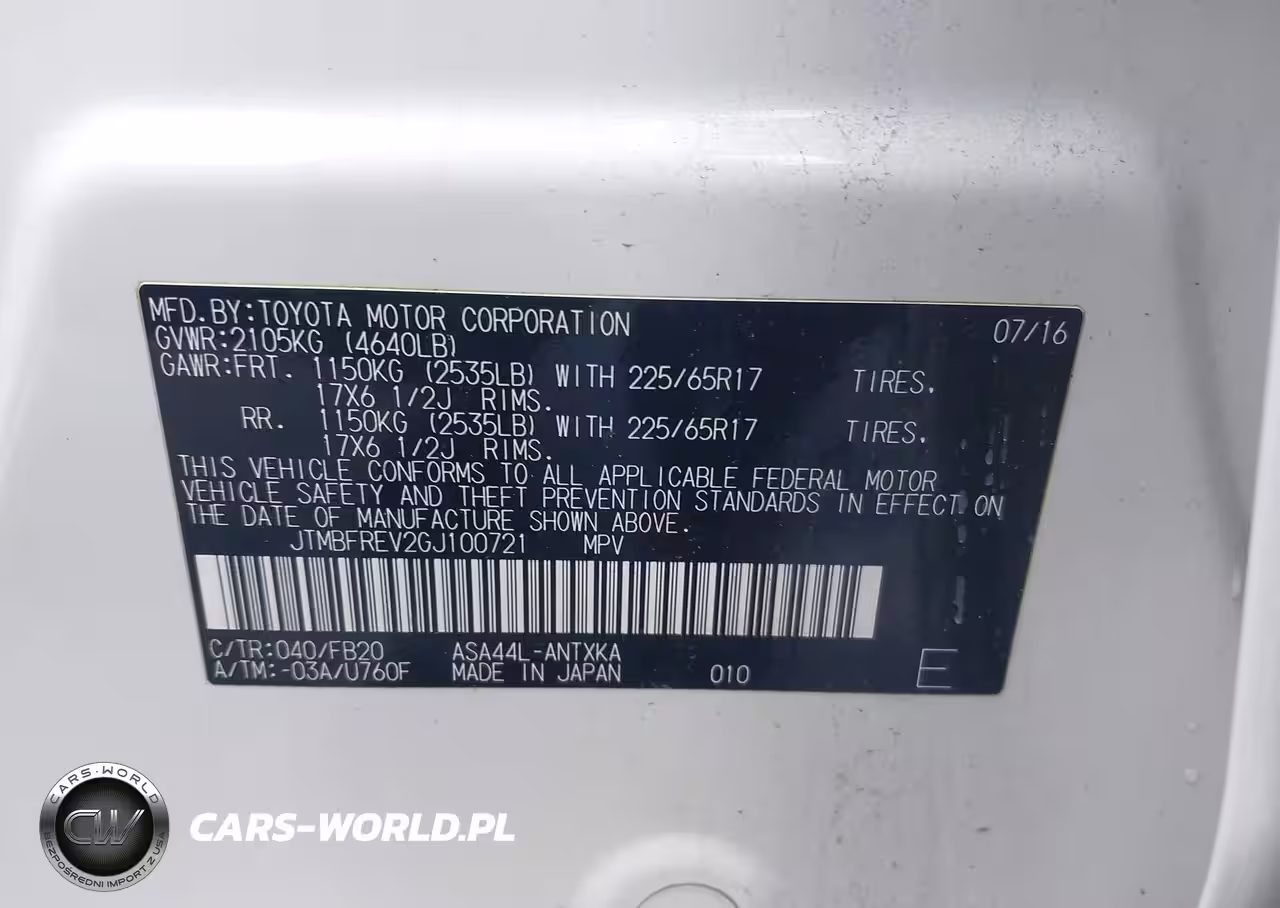 MFD.BY:TOYOTA MOTOR CORPORATION 07/16
GVWR:2105KG (4640LB)
GAWR:FRT. 1150KG (2535LB) WITH 225/65R17 TIRES.
17X6 1/2J RIMS.
RR. 1150KG (2535LB) WITH 225/65R17 TIRES.
17X6 1/2J RIMS.
THIS VEHICLE CONFORMS TO ALL APPLICABLE FEDERAL MOTOR
VEHICLE SAFETY AND THEFT PREVENTION STANDARDS IN EFFECT ON
THE DATE OF MANUFACTURE SHOWN ABOVE.
JTMBFREV2GJ100721 MPV
C/TR:040/FB20 ASA44L-ANTXKA
A/TM:-03A/U760F MADE IN JAPAN 010 E
CARS-WORLD
CW
BEZPOŚREDNI IMPORT Z USA
CARS-WORLD.PL